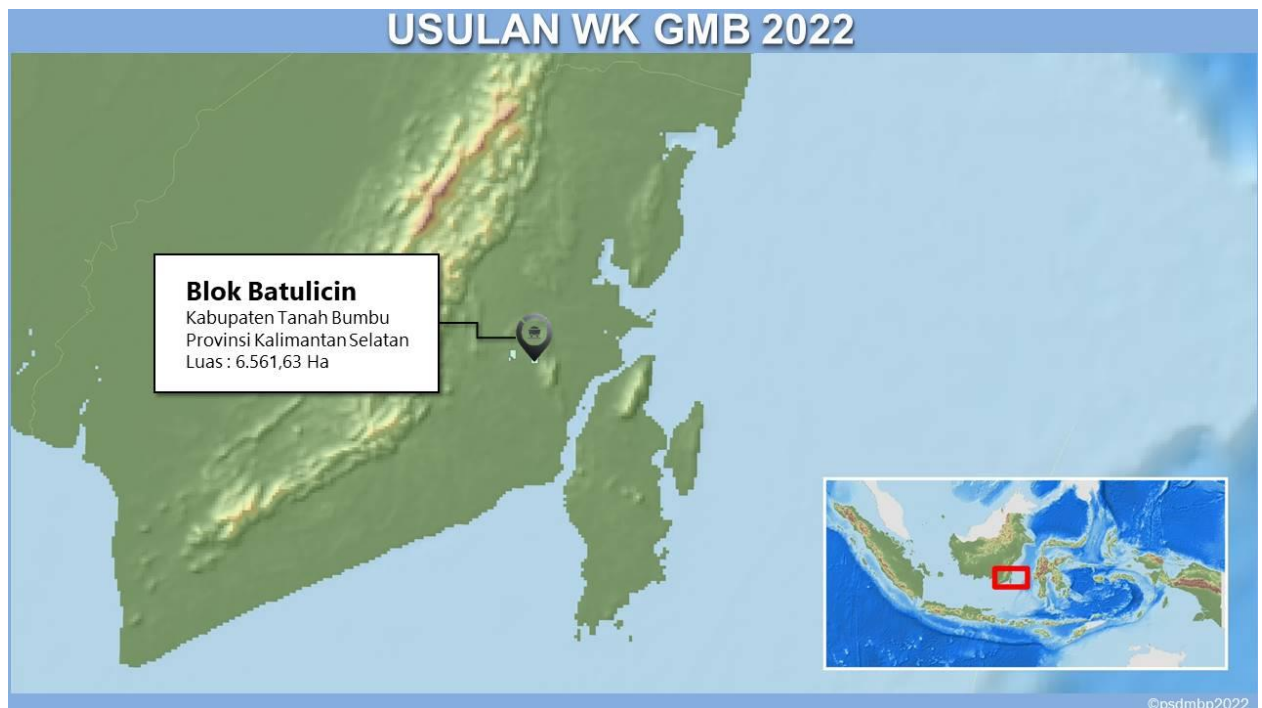 USULAN WK GMB 2022
Blok Batulicin
Kabupaten Tanah Bumbu
Provinsi Kalimantan Selatan
Luas : 6.561,63 Ha
©psdmbp2022